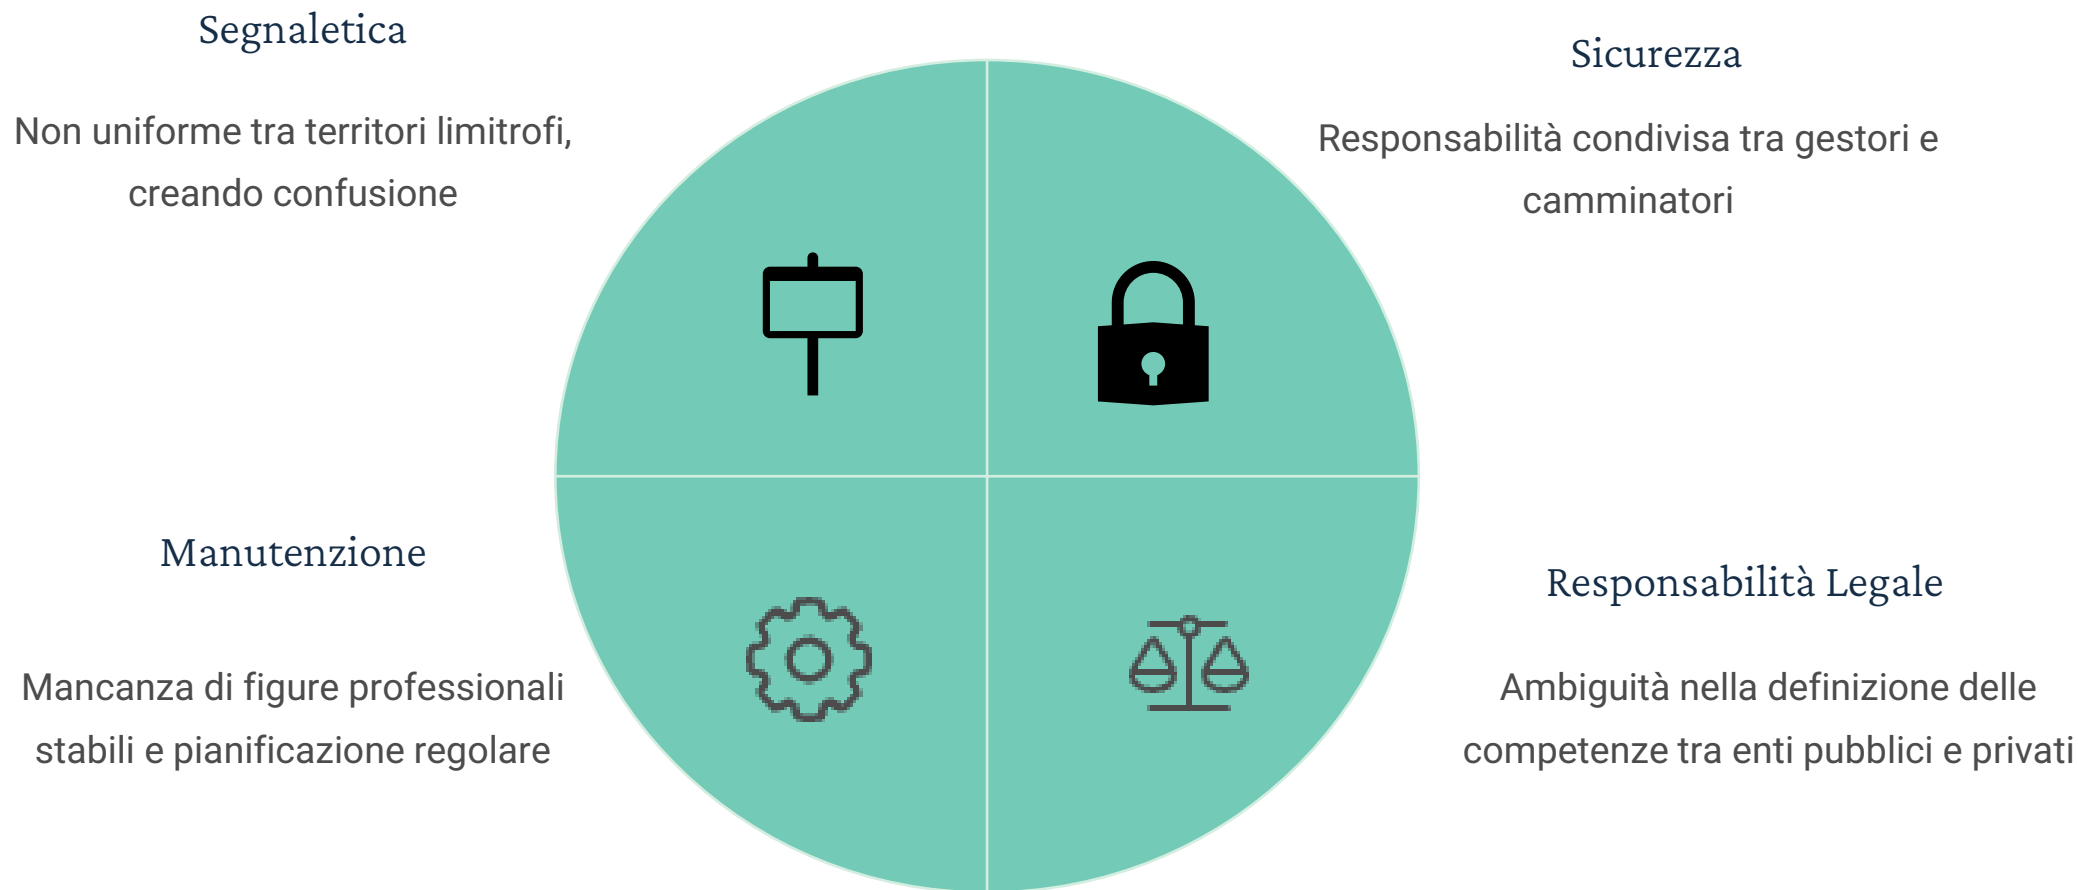 Segnaletica
Non uniforme tra territori limitrofi,
creando confusione
Sicurezza
Responsabilità condivisa tra gestori e
camminatori
Manutenzione
Mancanza di figure professionali
stabili e pianificazione regolare
Responsabilità Legale
Ambiguità nella definizione delle
competenze tra enti pubblici e privati